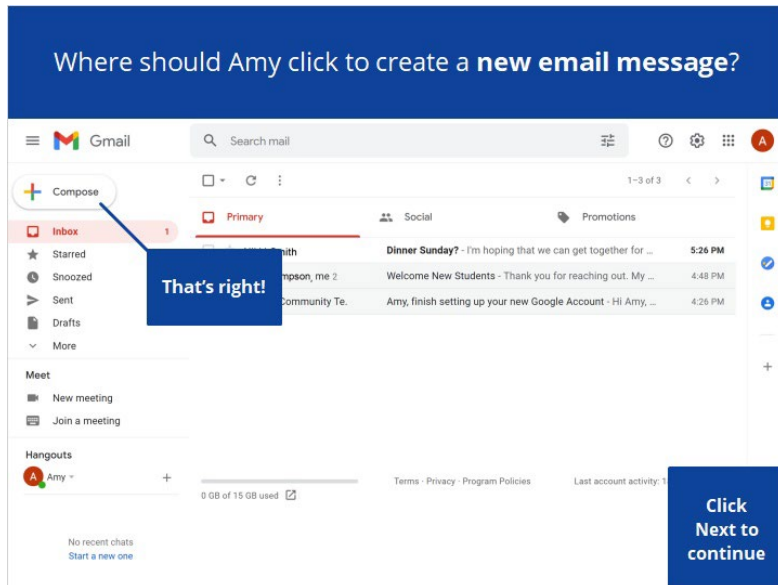 Where should Amy click to create a new email message?
Gmail
Search mail
A
Compose
1–3 of 3
Primary
Social
Promotions
Inbox 1
Starred
Snoozed
Sent
Drafts
More
That's right!
Dinner Sunday? - I'm hoping that we can get together for ... 5:26 PM
me 2 Welcome New Students - Thank you for reaching out. My ... 4:48 PM
Community Te. Amy, finish setting up your new Google Account - Hi Amy, ... 4:26 PM
Meet
New meeting
Join a meeting
Hangouts
A Amy
No recent chats
Start a new one
0 GB of 15 GB used
Terms · Privacy · Program Policies
Last account activity:
Click
Next to
continue